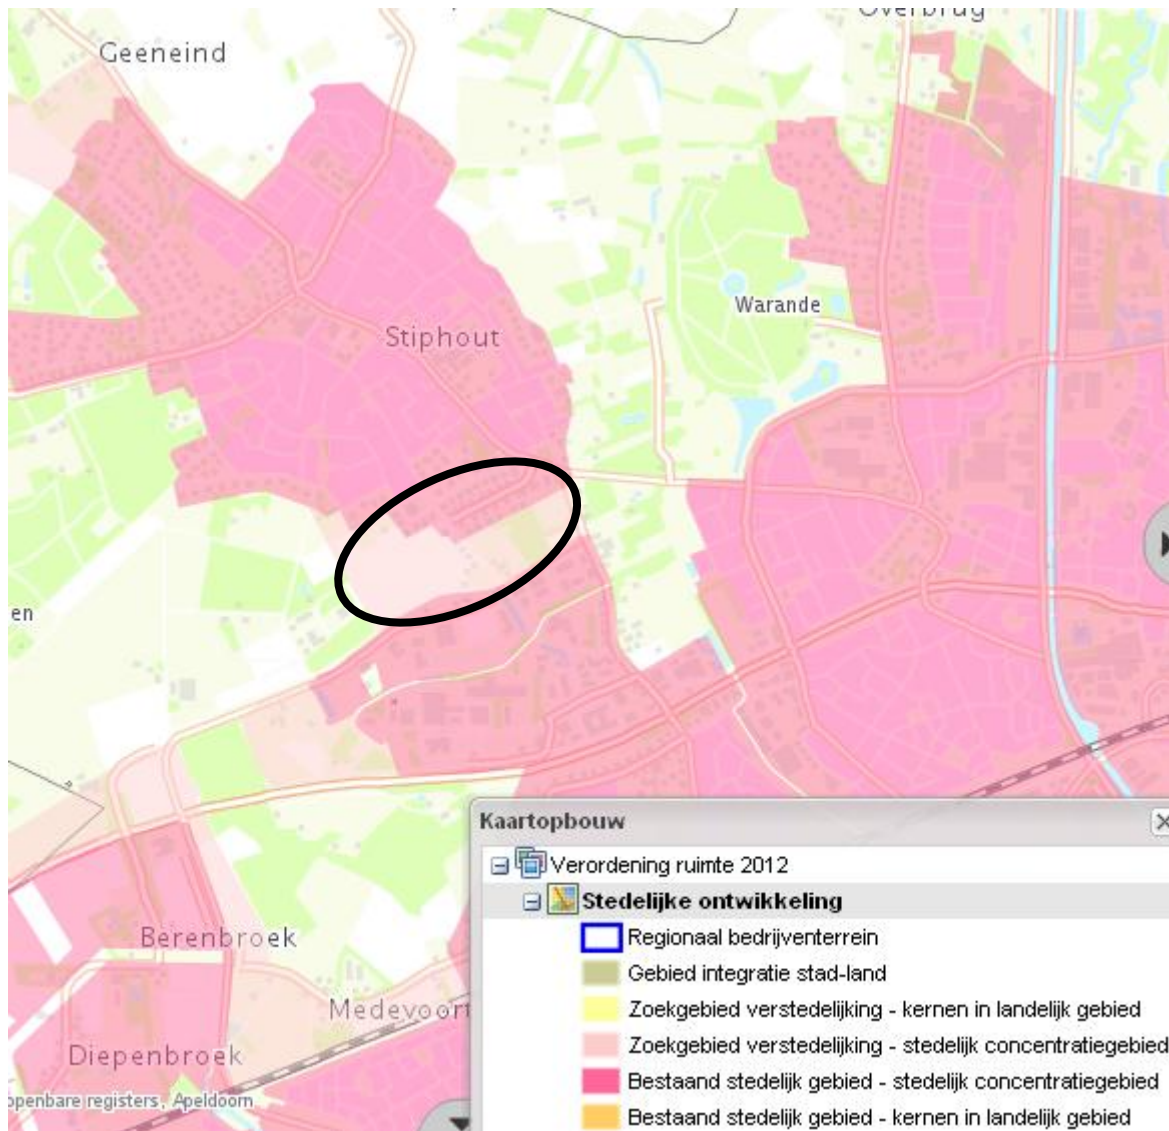 Overbrug
Geeneind
Warande
Stiphout
en
Kaartopbouw
Verordening ruimte 2012
Stedelijke ontwikkeling
Regionaal bedrijventerrein
Gebied integratie stad-land
Zoekgebied verstedelijking - kernen in landelijk gebied
Zoekgebied verstedelijking - stedelijk concentratiegebied
Bestaand stedelijk gebied - stedelijk concentratiegebied
Bestaand stedelijk gebied - kernen in landelijk gebied
Berenbroek
Medevoort
Diepenbroek
openbare registers, Apeldoorn